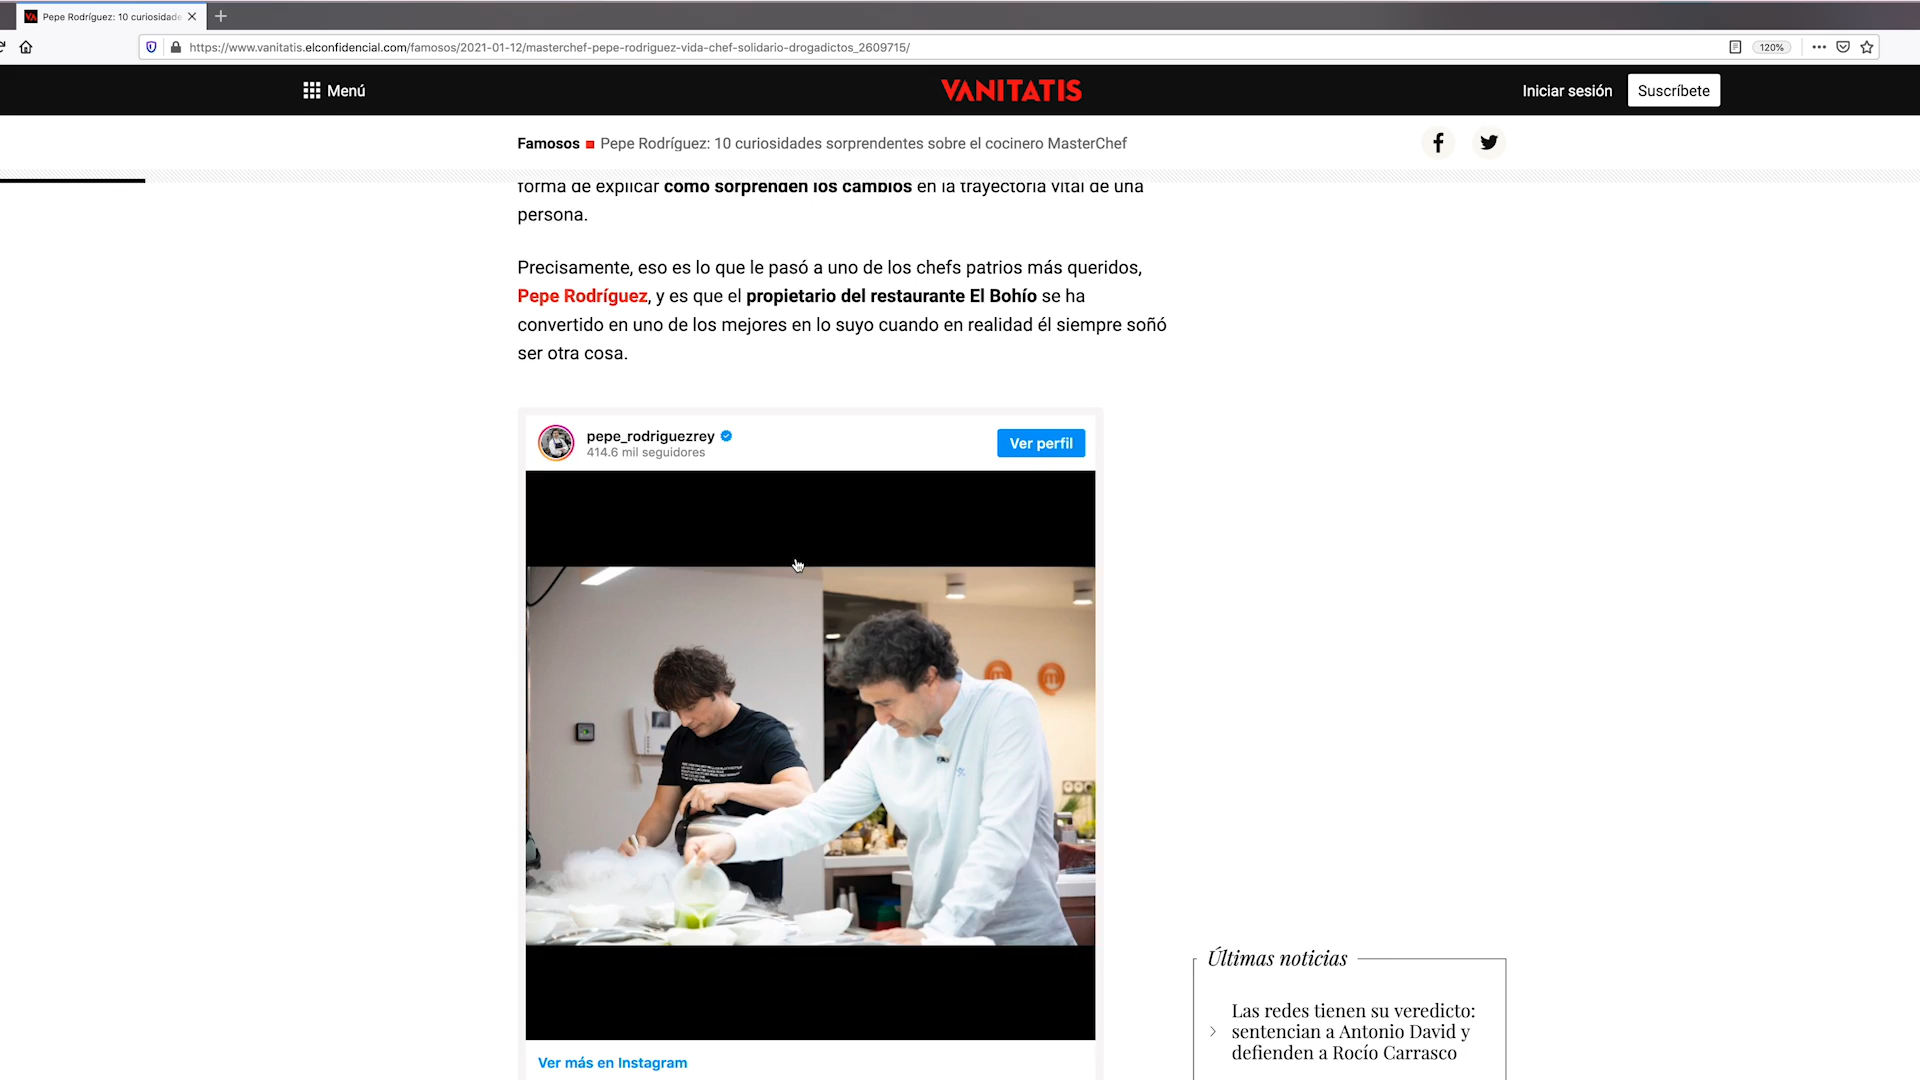 Pepe Rodríguez: 10 curiosidade
https://www.vanitatis.elconfidencial.com/famosos/2021-01-12/masterchef-pepe-rodriguez-vida-chef-solidario-drogadictos_2609715/
120%
Menú
VANITATIS
Iniciar sesión
Suscríbete
Famosos Pepe Rodríguez: 10 curiosidades sorprendentes sobre el cocinero MasterChef
forma de explicar como sorprenden los cambios en la trayectoria vital de una
persona.
Precisamente, eso es lo que le pasó a uno de los chefs patrios más queridos,
Pepe Rodríguez, y es que el propietario del restaurante El Bohío se ha
convertido en uno de los mejores en lo suyo cuando en realidad él siempre soñó
ser otra cosa.
pepe_rodriguezrey
414.6 mil seguidores
Ver perfil
Ver más en Instagram
Últimas noticias
Las redes tienen su veredicto:
sentencian a Antonio David y
defienden a Rocío Carrasco